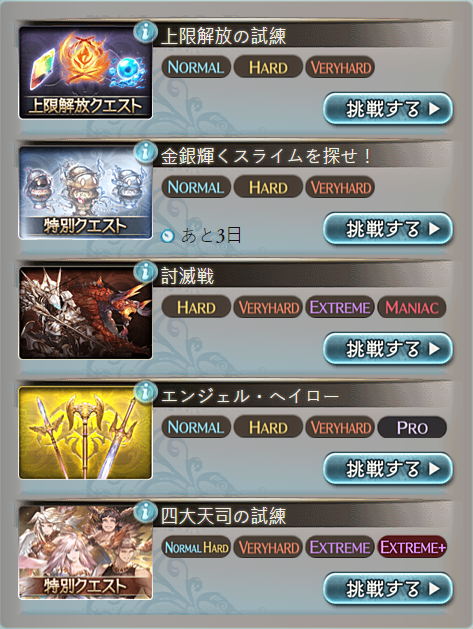 上限解放の試練
NORMAL HARD VERYHARD
上限解放クエスト
挑戦する
金銀輝くスライムを探せ！
NORMAL HARD VERYHARD
特別クエスト
あと3日
挑戦する
討滅戦
HARD VERYHARD EXTREME MANIAC
挑戦する
エンジェル・ヘイロー
NORMAL HARD VERYHARD PRO
挑戦する
四大天司の試練
NORMAL HARD VERYHARD EXTREME EXTREME+
特別クエスト
挑戦する